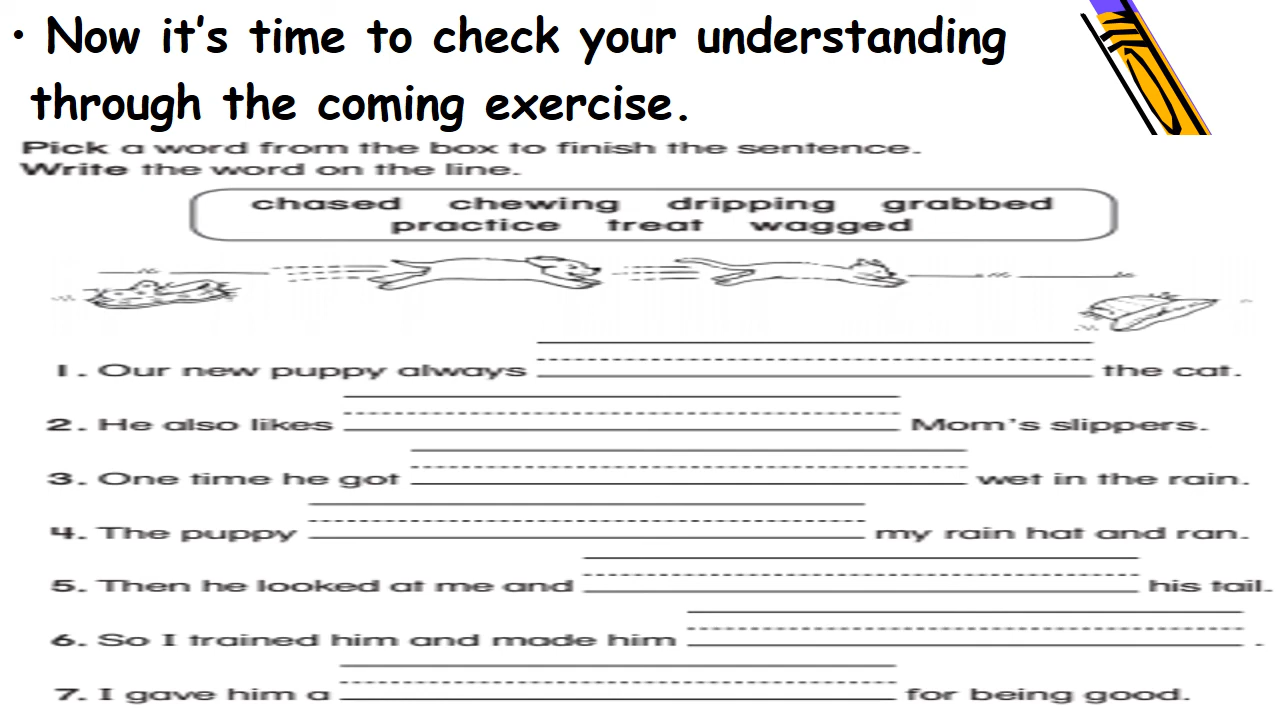 • Now it's time to check your understanding
through the coming exercise.
Pick a word from the box to finish the sentence.
Write the word on the line.
chased chewing dripping grabbed
practice treat wagged
1. Our new puppy always the cat.
2. He also likes Mom's slippers.
3. One time he got wet in the rain.
4. The puppy my rain hat and ran.
5. Then he looked at me and his tail.
6. So I trained him and made him .
7. I gave him a for being good.